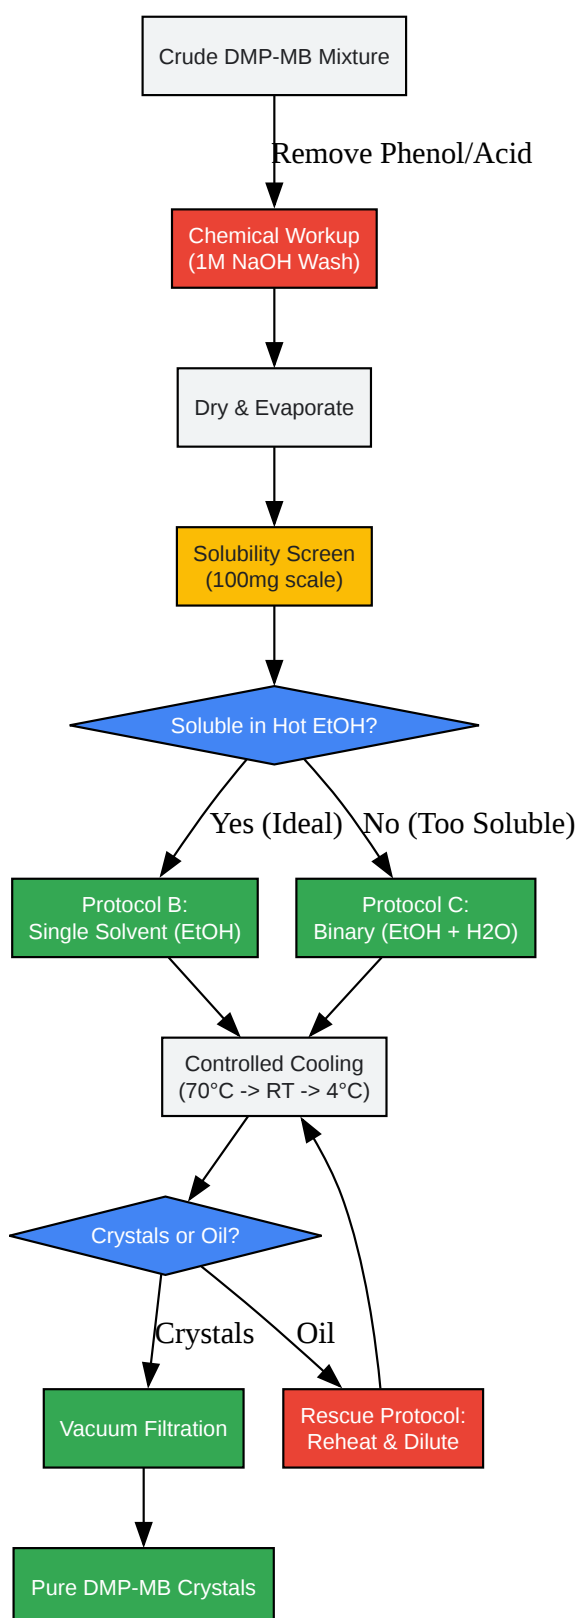 Crude DMP-MB Mixture
Remove Phenol/Acid
Chemical Workup
(1M NaOH Wash)
Dry & Evaporate
Solubility Screen
(100mg scale)
Soluble in Hot EtOH?
Yes (Ideal)
No (Too Soluble)
Protocol B:
Single Solvent (EtOH)
Protocol C:
Binary (EtOH + H2O)
Controlled Cooling
(70°C -> RT -> 4°C)
Crystals or Oil?
Crystals
Oil
Vacuum Filtration
Rescue Protocol:
Reheat & Dilute
Pure DMP-MB Crystals